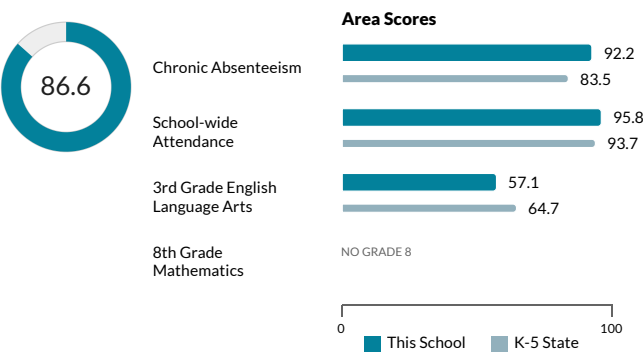 Area Scores
86.6
Chronic Absenteeism
92.2
83.5
School-wide
Attendance
95.8
93.7
3rd Grade English
Language Arts
57.1
64.7
8th Grade
Mathematics
NO GRADE 8
0
100
This School
K-5 State